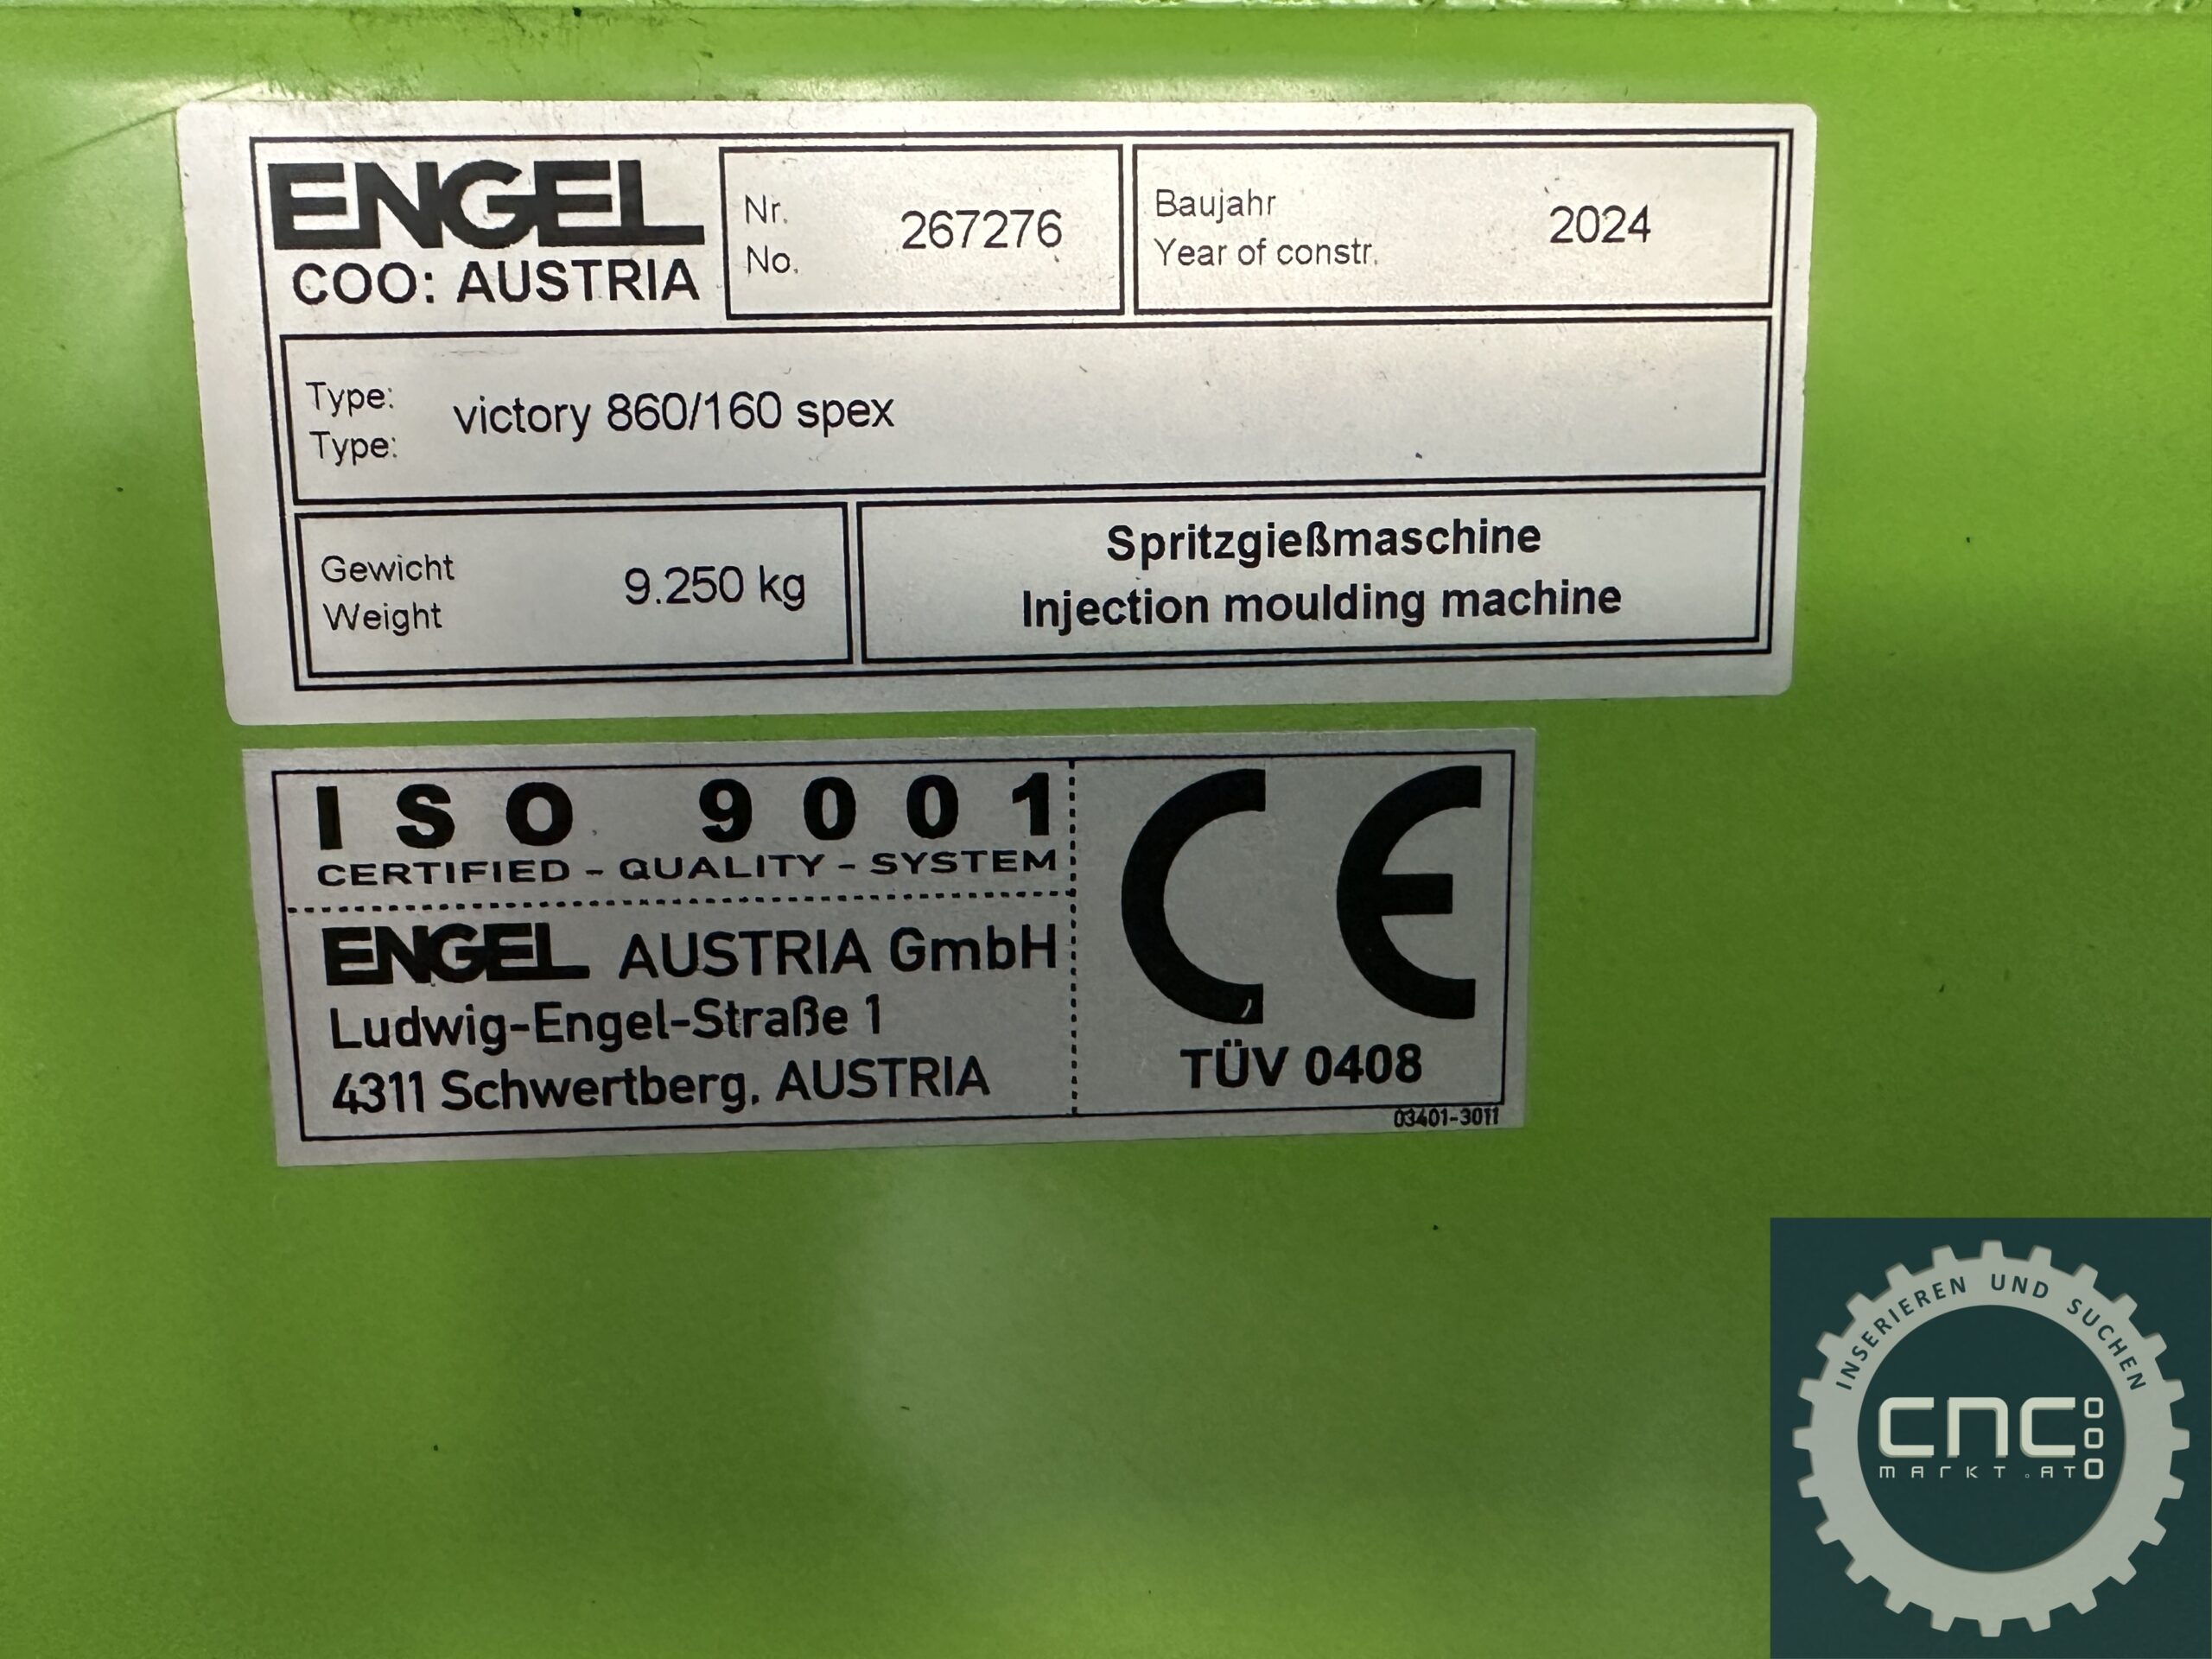 ENGEL
COO: AUSTRIA
Nr.
No.
267276
Baujahr
Year of constr.
2024
Type:
Type:
victory 860/160 spex
Gewicht
Weight
9.250 kg
Spritzgießmaschine
Injection moulding machine
ISO 9001
CERTIFIED - QUALITY - SYSTEM
ENGEL AUSTRIA GmbH
Ludwig-Engel-Straße 1
4311 Schwertberg, AUSTRIA
CE
TÜV 0408
03401-3011
INSERIEREN UND SUCHEN
CNC
MARKT.AT